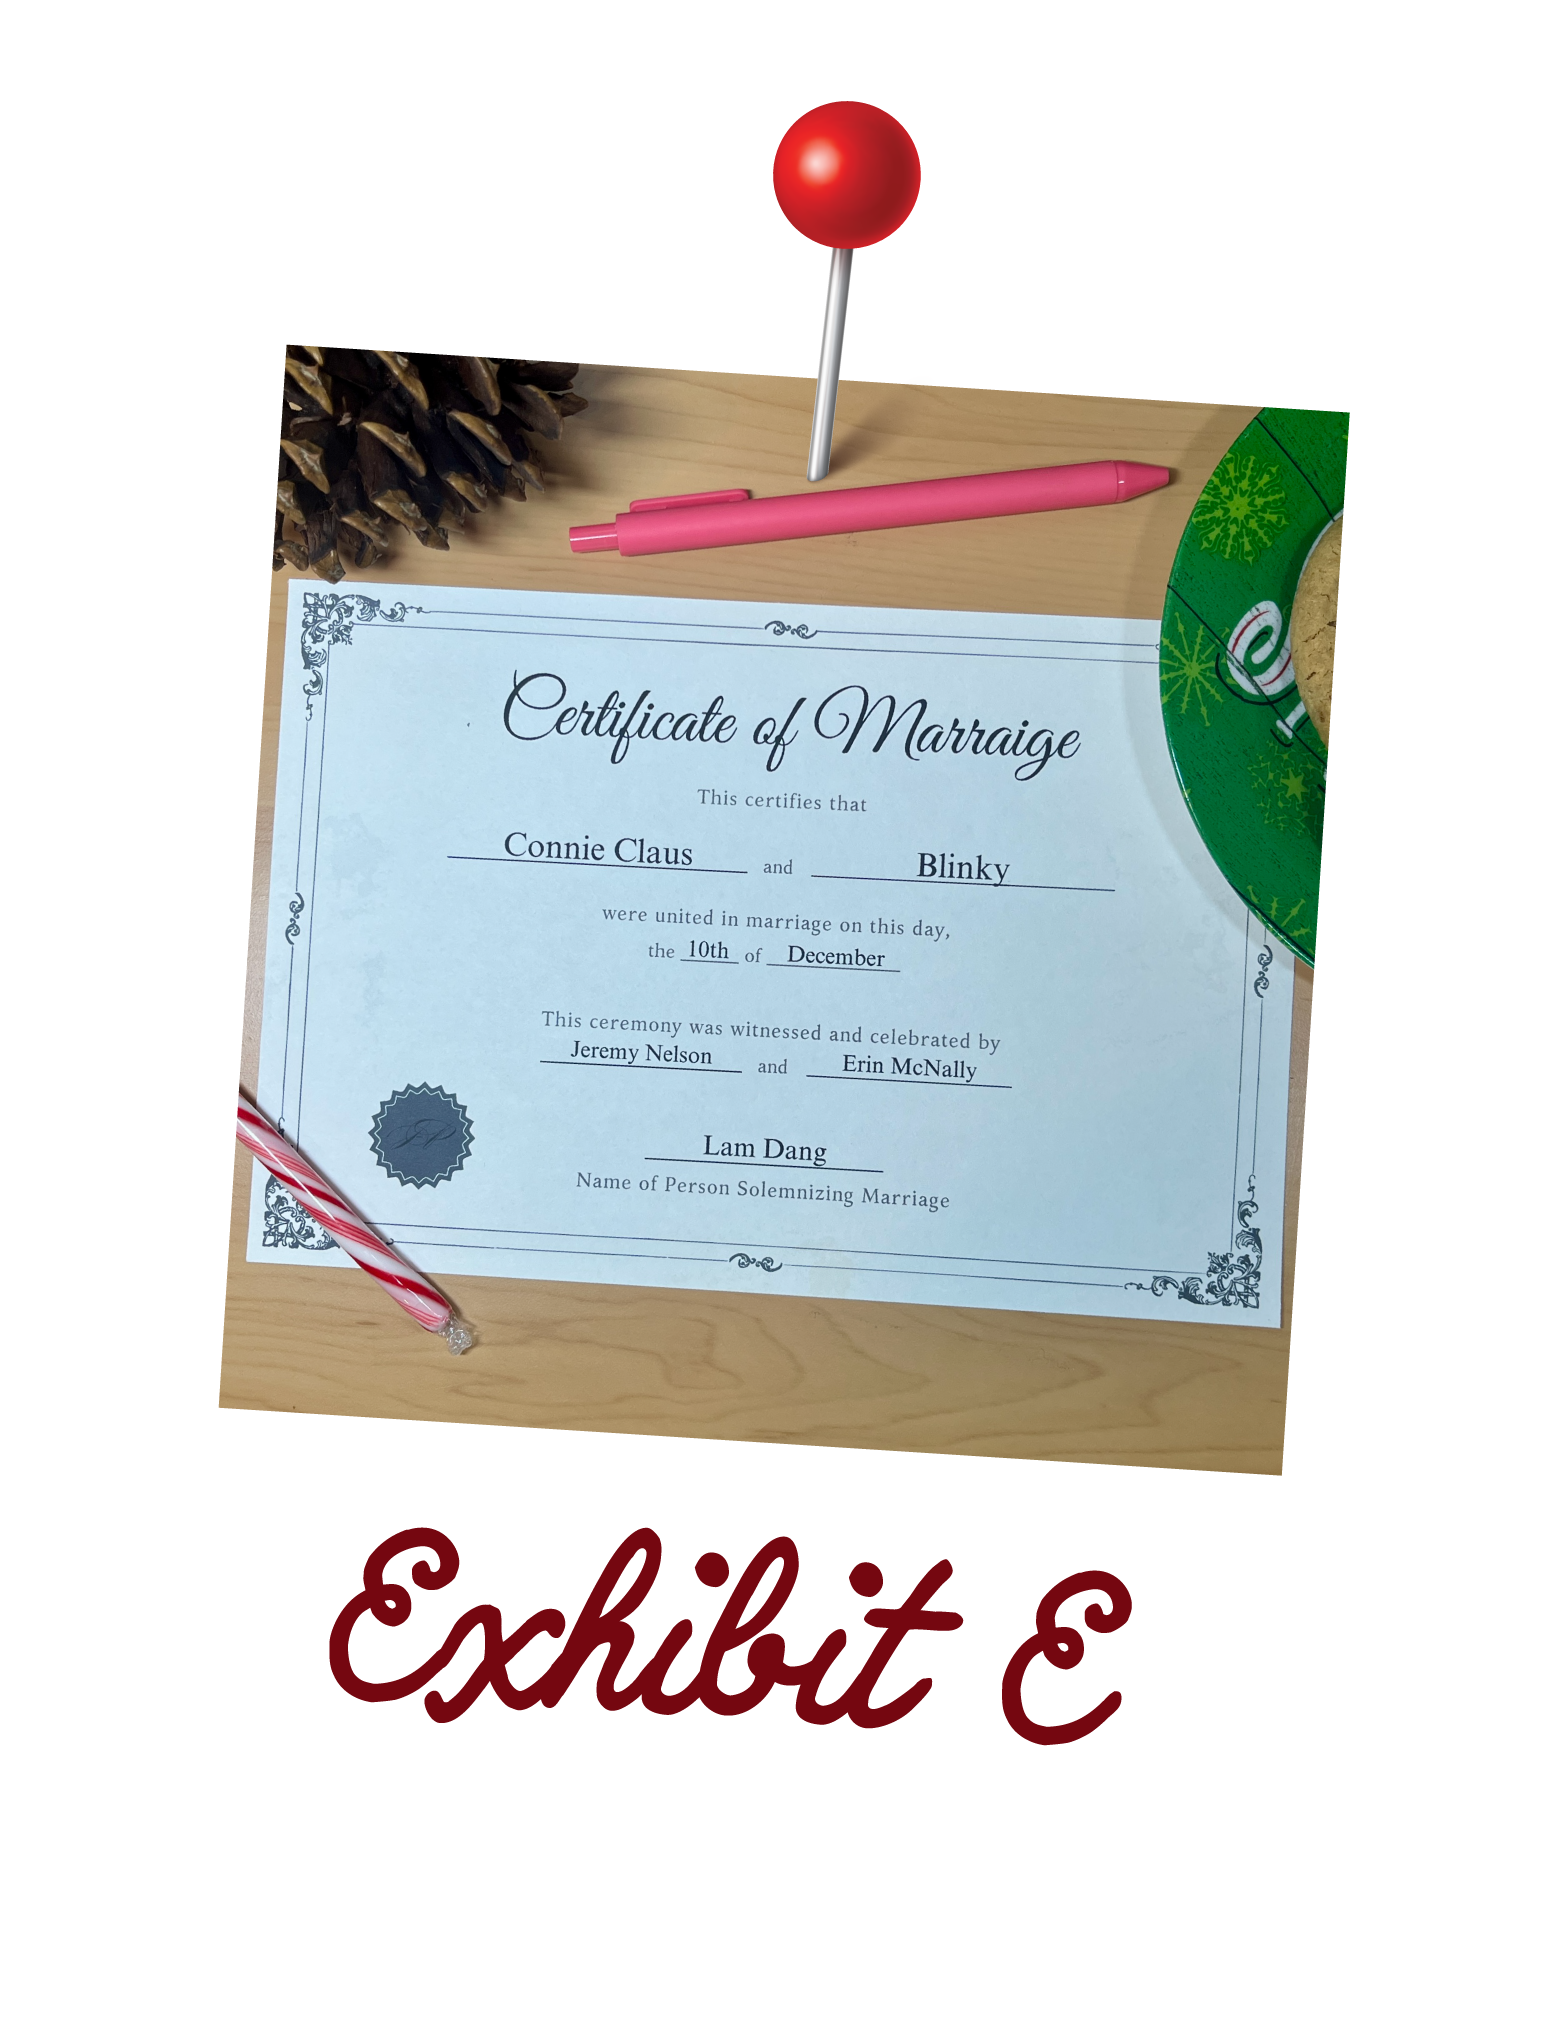 Certificate of Marraige
This certifies that
Connie Claus and Blinky
were united in marriage on this day,
the 10th of December
This ceremony was witnessed and celebrated by
Jeremy Nelson and Erin McNally
Lam Dang
Name of Person Solemnizing Marriage
Exhibit E